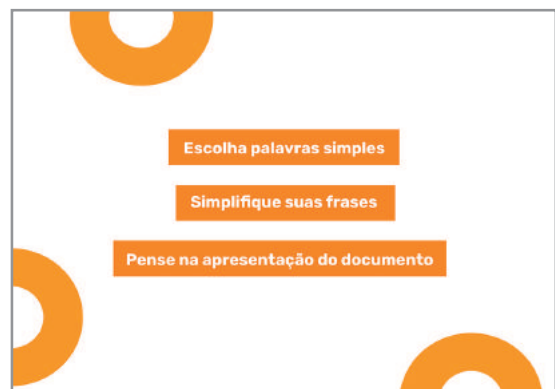 Escolha palavras simples
Simplifique suas frases
Pense na apresentação do documento